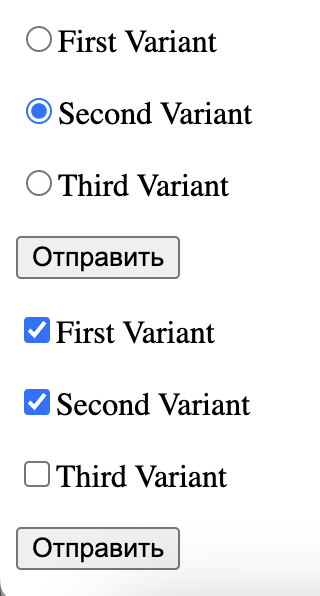 First Variant
Second Variant
Third Variant
Отправить
First Variant
Second Variant
Third Variant
Отправить